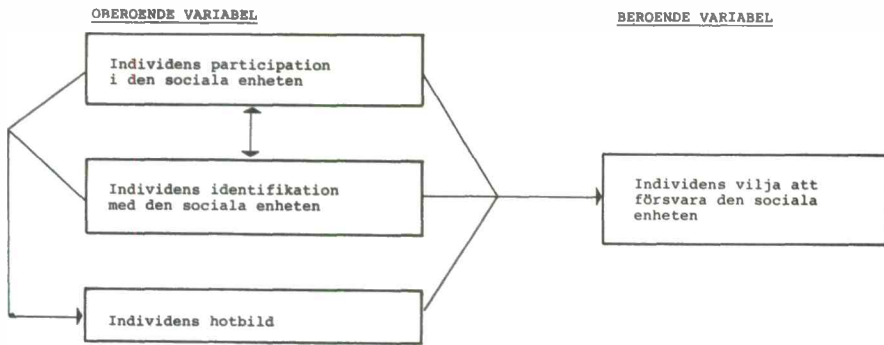 OBEROENDE VARIABEL
BEROENDE VARIABEL
Individens participation
i den sociala enheten
Individens identifikation
med den sociala enheten
Individens vilja att
försvara den sociala
enheten
Individens hotbild